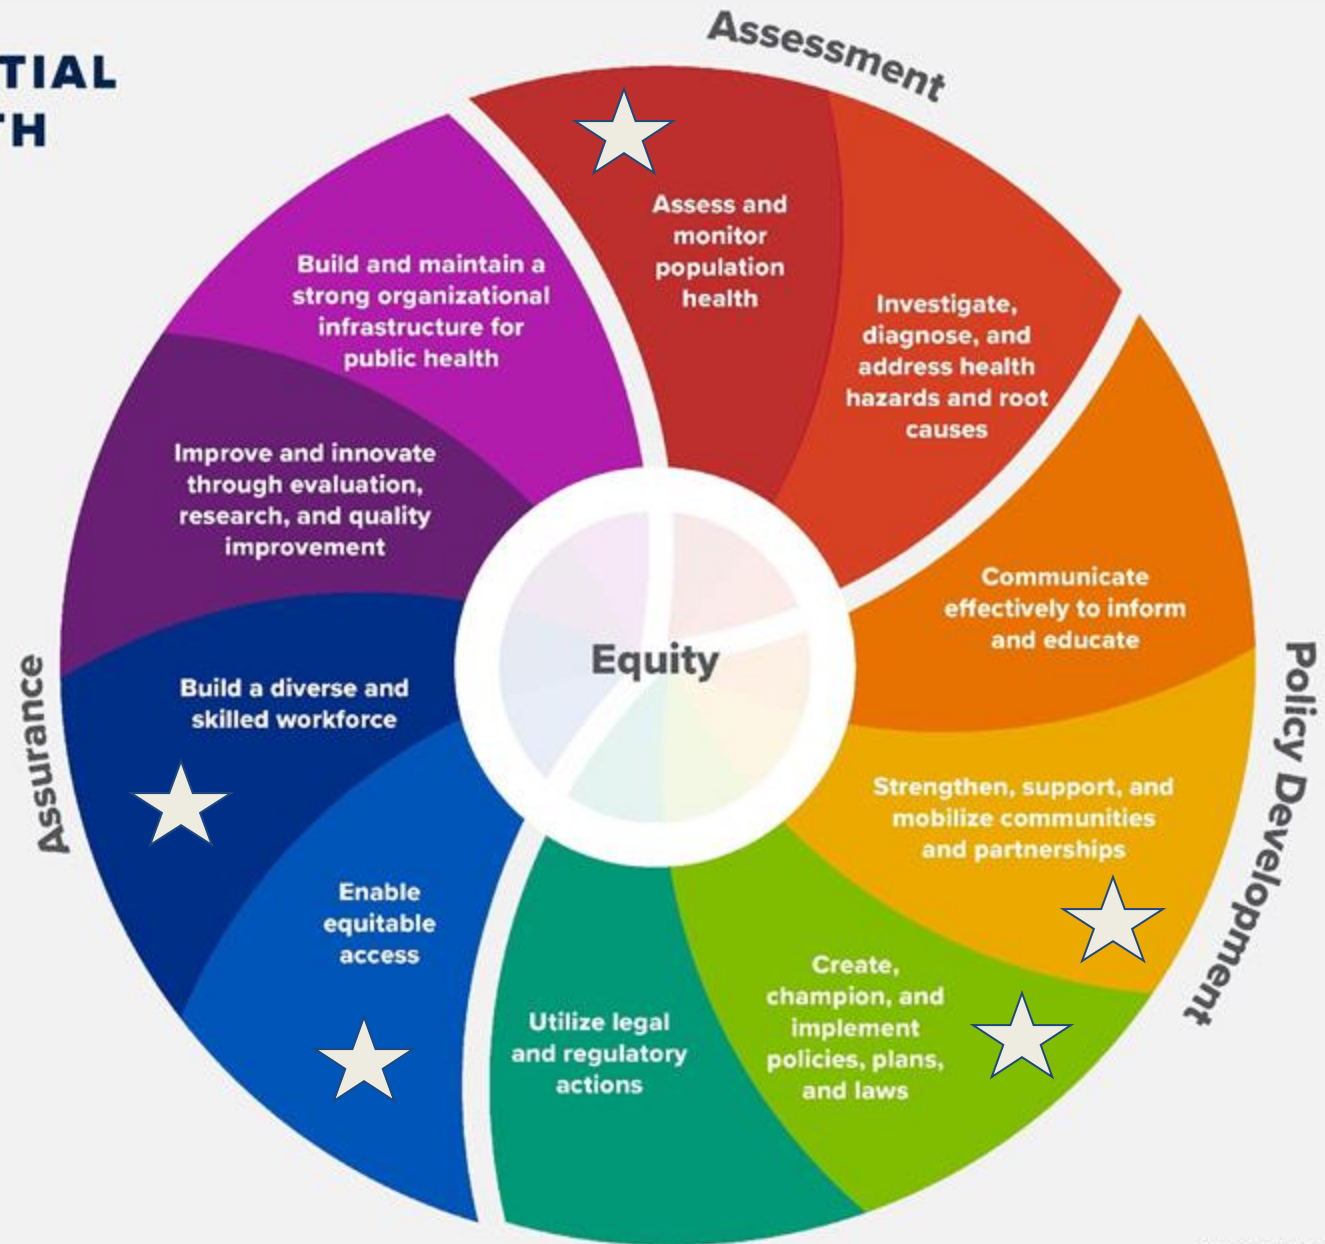 TIAL
TH
Assessment
Assess and
monitor
population
health
Investigate,
diagnose, and
address health
hazards and root
causes
Communicate
effectively to inform
and educate
Strengthen, support, and
mobilize communities
and partnerships
Create,
champion, and
implement
policies, plans,
and laws
Utilize legal
and regulatory
actions
Enable
equitable
access
Build a diverse and
skilled workforce
Improve and innovate
through evaluation,
research, and quality
improvement
Build and maintain a
strong organizational
infrastructure for
public health
Equity
Policy Development
Assurance